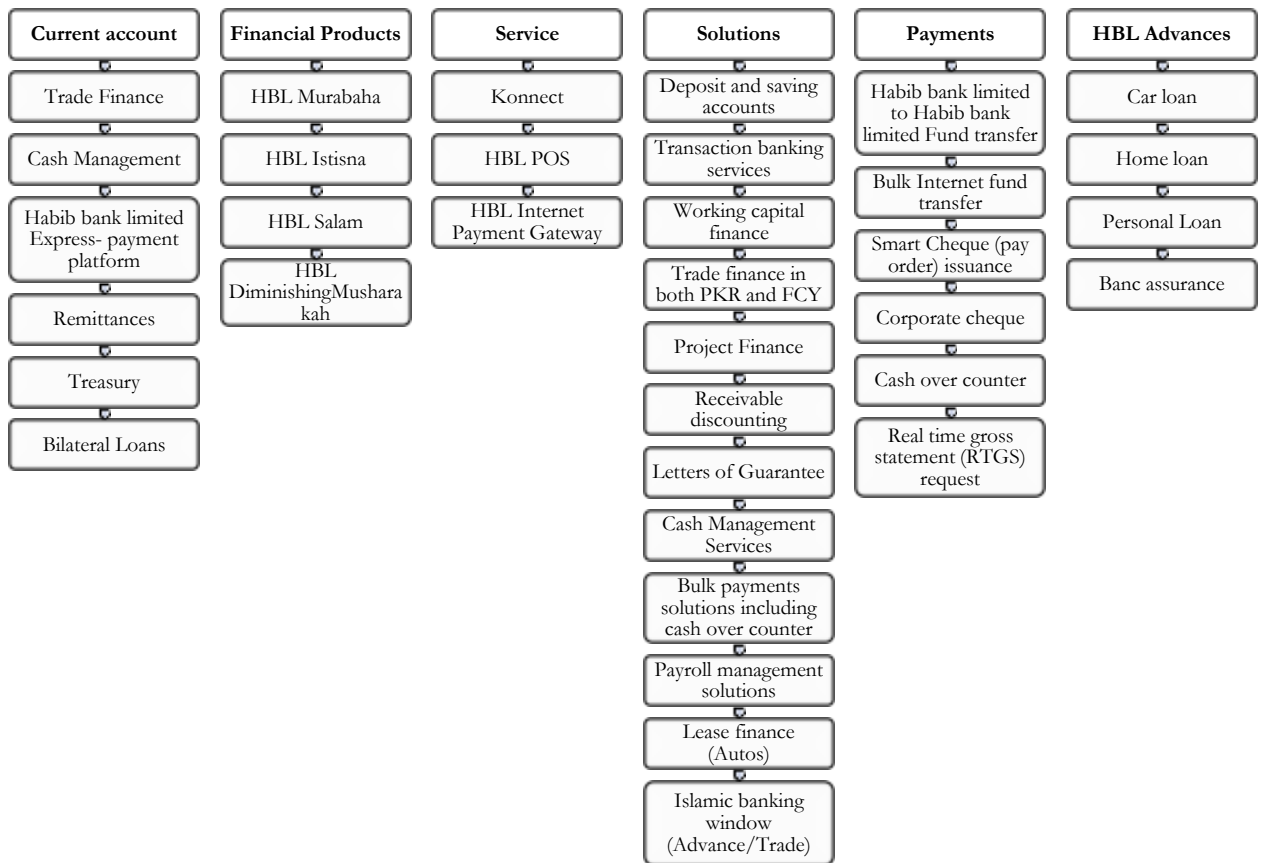 Current account
Trade Finance
Cash Management
Habib bank limited
Express- payment
platform
Remittances
Treasury
Bilateral Loans
Financial Products
HBL Murabaha
HBL Istisna
HBL Salam
HBL
DiminishingMushara
kah
Service
Konnect
HBL POS
HBL Internet
Payment Gateway
Solutions
Deposit and saving
accounts
Transaction banking
services
Working capital
finance
Trade finance in
both PKR and FCY
Project Finance
Receivable
discounting
Letters of Guarantee
Cash Management
Services
Bulk payments
solutions including
cash over counter
Payroll management
solutions
Lease finance
(Autos)
Islamic banking
window
(Advance/Trade)
Payments
Habib bank limited
to Habib bank
limited Fund transfer
Bulk Internet fund
transfer
Smart Cheque (pay
order) issuance
Corporate cheque
Cash over counter
Real time gross
statement (RTGS)
request
HBL Advances
Car loan
Home loan
Personal Loan
Banc assurance